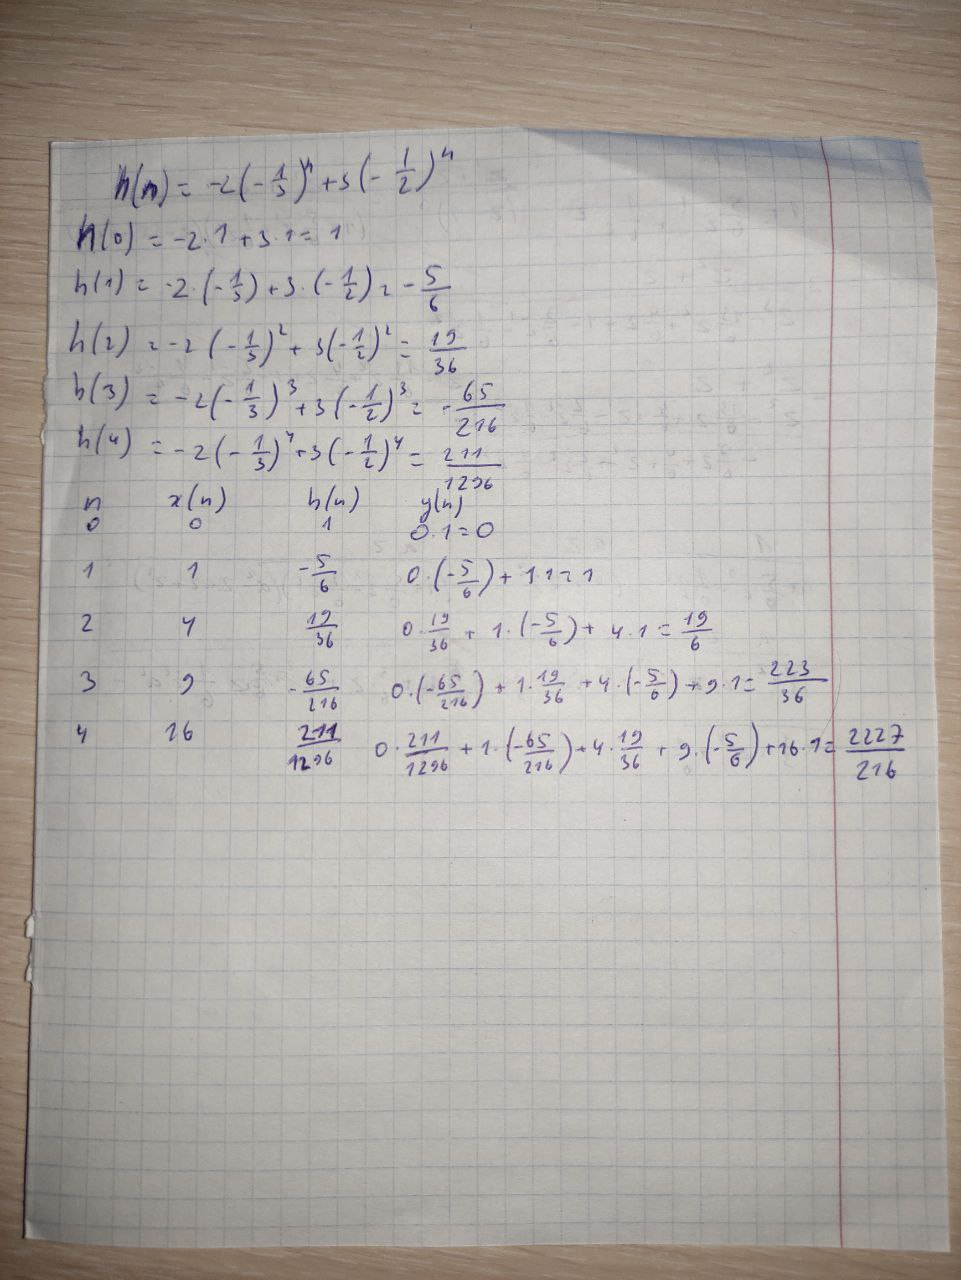 h(n) = -2(-1/3)^n + 3(-1/2)^n
h(0) = -2·1 + 3·1 = 1
h(1) = -2·(-1/3) + 3·(-1/2) = -5/6
h(2) = -2(-1/3)^2 + 3(-1/2)^2 = 19/36
h(3) = -2(-1/3)^3 + 3(-1/2)^3 = -65/216
h(4) = -2(-1/3)^4 + 3(-1/2)^4 = 211/1296
n x(n) h(n) y(n)
0 0 1 0·1=0
1 1 -5/6 0·(-5/6) + 1·1=1
2 4 19/36 0·19/36 + 1·(-5/6) + 4·1 = 19/6
3 9 -65/216 0·(-65/216) + 1·19/36 + 4·(-5/6) + 9·1 = 223/36
4 16 211/1296 0·211/1296 + 1·(-65/216) + 4·19/36 + 9·(-5/6) + 16·1 = 2227/216